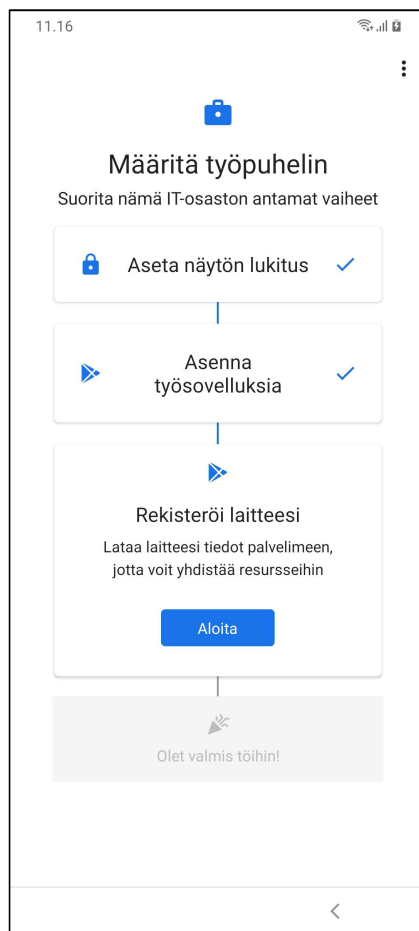 11.16
Määritä työpuhelin
Suorita nämä IT-osaston antamat vaiheet
Aseta näytön lukitus
Asenna
työsovelluksia
Rekisteröi laitteesi
Lataa laitteesi tiedot palvelimeen,
jotta voit yhdistää resursseihin
Aloita
Olet valmis töihin!